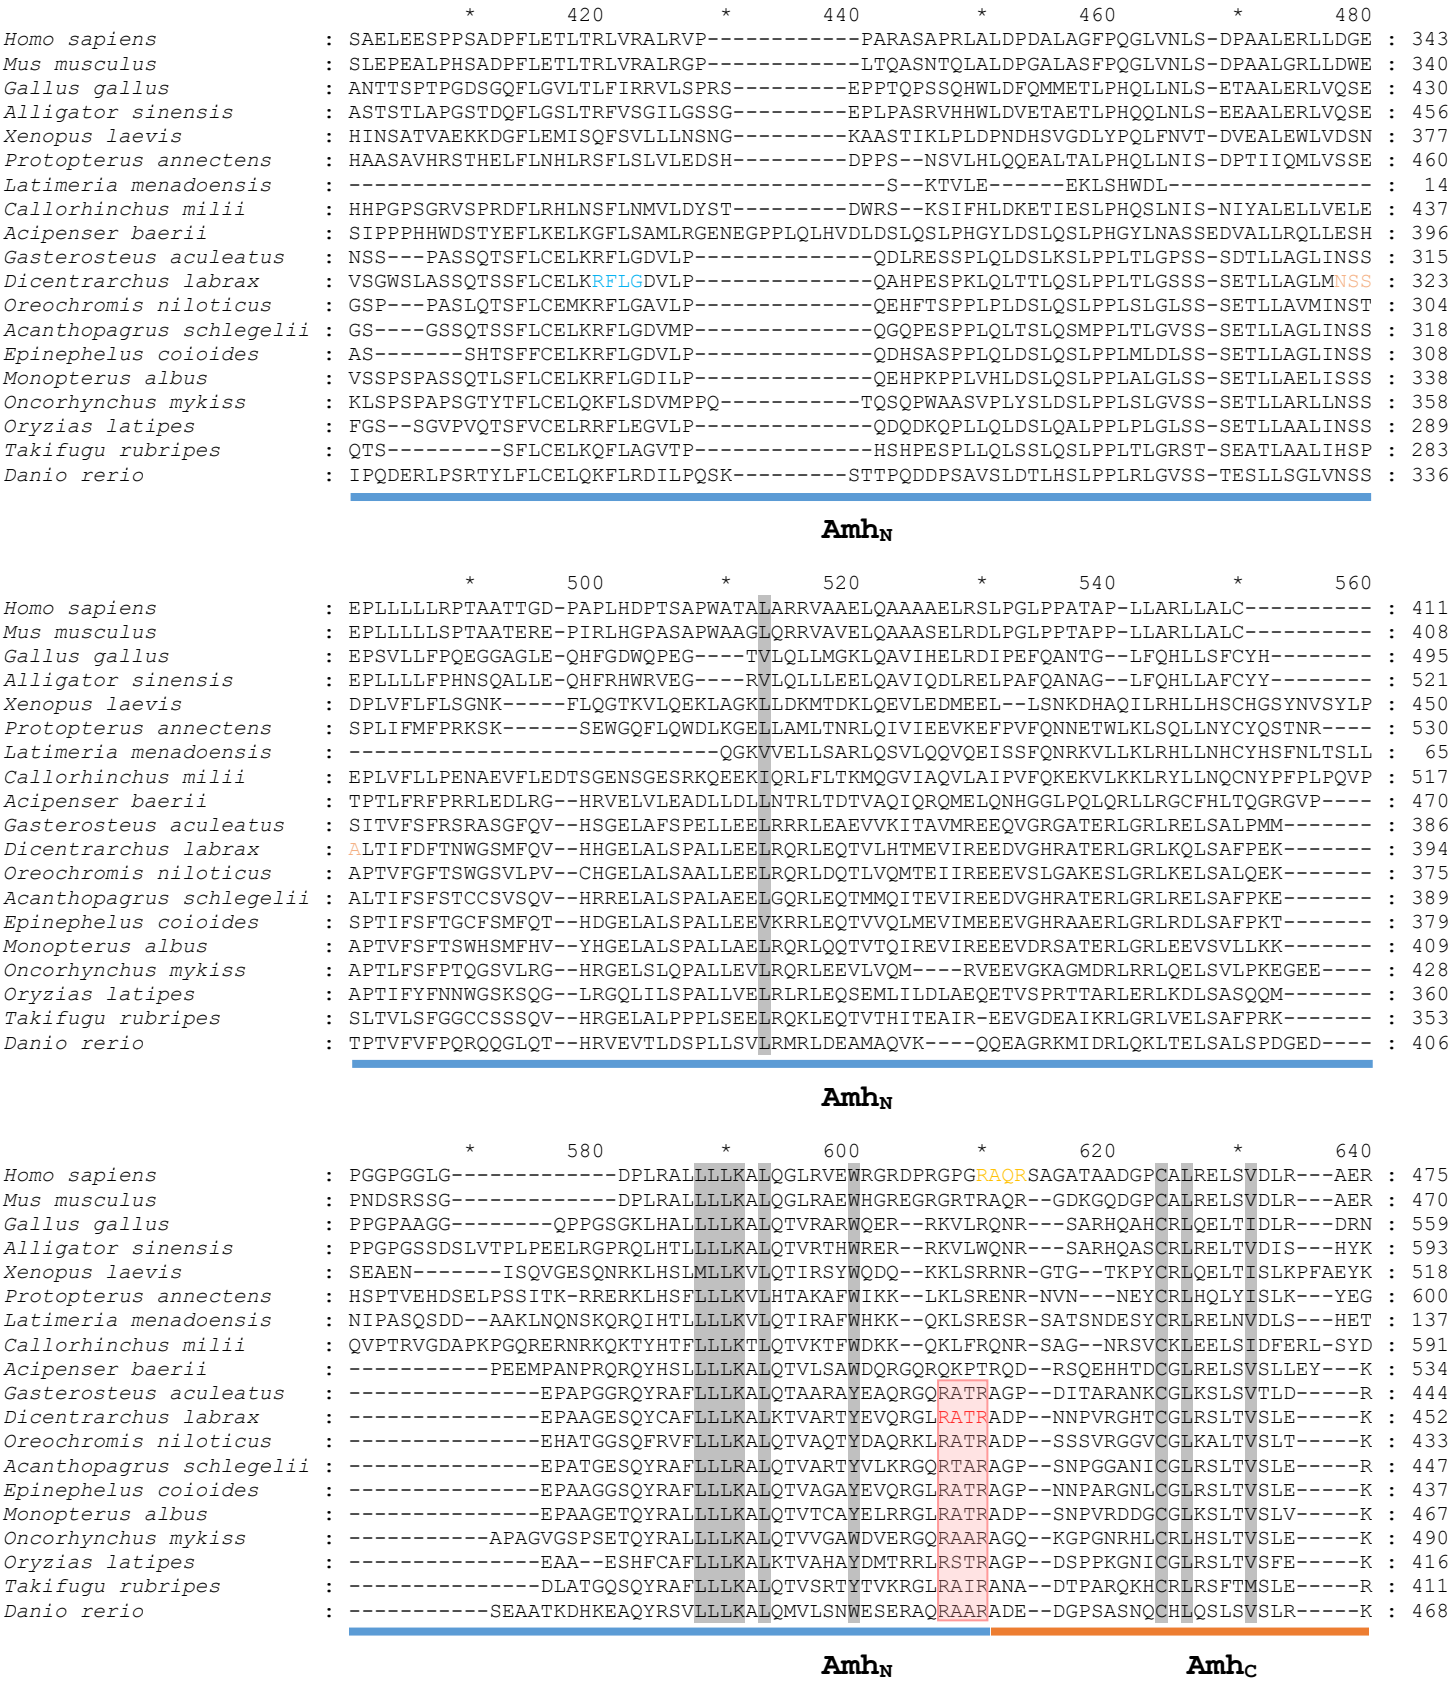 * 420 * 440 * 460 * 480
Homo sapiens : SAELEESPPSADPFLETLTRLVRALRVP------------PARASAPRLALDPDALAGFPQGLVNLS-DPAALERLLDGE : 343
Mus musculus : SLEPEALPHSADPFLETLTRLVRALRGP------------LTQASNTQLALDPGALASFPQGLVNLS-DPAALGRLLDWE : 340
Gallus gallus : ANTTSPTPGDSGQFLGVLTLFIRRVLSPRS---------EPPTQPSSQHWLDFQMMETLPHQLLNLS-ETAALERLVQSE : 430
Alligator sinensis : ASTSTLAPGSTDQFLGSLTRFVSGILGSSG---------EPLPASRVHHWLDVETATLPHQQLNLS-EEAALERLVQSE : 456
Xenopus laevis : HINSATVAEKKDGFLEMISQFSVLLLNSNG---------KAASTIKLPLDPNDHSVGDLYPQLFNVT-DVEALEWLVDSN : 377
Protopterus annectens : HAASAVHRSTHELFLNHLRSFLSLVLEDSH---------DPPS--NSVLHLQQEALTALPHQLLNIS-DPTIIQMLVSSE : 460
Latimeria menadoensis : ------------------------------------------S--KTVLE------EKLSHWDL---------------- : 14
Callorhinchus milii : HHPGPSGRVSPRDFLRHLNSFLNMVLDYST---------DWRS--KSIFHLDKETIESLPHQSLNIS-NIYALELLVELE : 437
Acipenser baerii : SIPPPHHWDSTYEFLKELKGFLSAMLRGENEGPPLQLHVDLDSLQSLPHGYLDSLQSLPHGYLNASSEDVALLRQLLESH : 396
Gasterosteus aculeatus : NSS---PASSQTSFLCELKRFLGDVLP--------------QDLRESSPLQLDSLKSLPPLTLGPSS-SDTLLAGLINSS : 315
Dicentrarchus labrax : VSGWSLASSQTSSFLCELKRFLGDVLP--------------QAHPESPKLQLTTLQSLPPLTLGSSS-SETLLAGLMNSS : 323
Oreochromis niloticus : GSP---PASLQTSFLCEMKRFLGAVLP--------------QEHFTSPPLPLDSLQSLPPLSLGLSS-SETLLAVMINST : 304
Acanthopagrus schlegelii : GS---GSSQTSSFLCELKRFLGDVMP--------------QGQPESPPLQLTSLQSMPPLTLGVSS-SETLLAGLINSS : 318
Epinephelus coioides : AS-------SHTSFFCELKRFLGDVLP--------------QDHSASPPLQLDSLQSLPPLMLDLSS-SETLLAGLINSS : 308
Monopterus albus : VSSPSPASSQTLSFLCELKRFLGDILP--------------QEHPKPPLVHLDSLQSLPPLALGLSS-SETLLAELISSS : 338
Oncorhynchus mykiss : KLSPSPAPSGTYTFLCELQKFLSDVMPPQ-----------TQSQPWAASVPLYSLDSLPPLSLGVSS-SETLLARLLNSS : 358
Oryzias latipes : FGS--SGVPVQTSFVCELRRFLEGVLP--------------QDQDKQPLLQLDSLQALPPLPLGLSS-SETLLAALINSS : 289
Takifugu rubripes : QTS---------SFLCELKQFLAGVTP--------------HSHPESPLLQLSSLQSLPPLTLGRST-SEATLAALIHSP : 283
Danio rerio : IPQDERLPSRTYLFLCELQKFLRDILPQSK---------STTPQDDPSAVSLDTLHSLPPLRLGVSS-TESLLSGLVNSS : 336
AmhN
* 500 * 520 * 540 * 560
Homo sapiens : EPLLLLLRPTAATTGD-PAPLHDPTSAPWATALARRVAAELQAAAAELRSLPGLPPATAP-LLARLLALC---------- : 411
Mus musculus : EPLLLLLSPTAATERE-PIRLHGPASAPWAAGLQRRVAVELQAAASELRDLPGLPPTAPP-LLARLLALC---------- : 408
Gallus gallus : EPSVLLFPQEGGAGLE-QHFGDWQPEG----TVLQLLMGKLQAVIHELRDIPEFQANTG--LFQHLLSFCYH-------- : 495
Alligator sinensis : EPLLLLFPHNSQALLE-QHFRHWRVEG----RVLQLLLEELQAVIQDLRELPAFQANAG--LFQHLLAFCYY-------- : 521
Xenopus laevis : DPLVFLFLSGNK-----FLQGTKVLQEKLAGKLLDKMTDKLQEVLEDMEEL--LSNKDHAQILRHLLHSCHGSYNVSYLP : 450
Protopterus annectens : SPLIFMFPRKSK------SEWGQFLQWDLKGELLAMLTNRLQIVIEEVKEFPVFQNNETWLKLSQLLNYCYQSTNR---- : 530
Latimeria menadoensis : -----------------------------QGKVVELLSARLQSVLQQVQEISSFQNRKVLLKLRHLLNHCYHSFNLTSLL : 65
Callorhinchus milii : EPLVFLLPENAEVFLEDTSGENSGESRKQEEKIQRLFLTKMQGVIAQVLAIPVFQKEKVLKKLRYLLNQCNYPFPLPQVP : 517
Acipenser baerii : TPTLFRFPRRLEDLRG--HRVELVLEADLLDLLNTRLTDTVAQIQRQMELQNHGGLPQLQRLLRGCFHLTQGRGVP---- : 470
Gasterosteus aculeatus : SITVFSFRSRASGFQV--HSGELAFSPELLEELRRRLEAEVVKITAVMREEQVGRGATERLGRLRELSALPMM------- : 386
Dicentrarchus labrax : ALTIFDFTNWGSMFQV--HHGELALSPALLEELRQRLEQTVLHTMEVIREEDVGHRATERLGRLKQLSAFPEK------- : 394
Oreochromis niloticus : APTVFGFTSWGSVLPV--CHGELALSAALLEELRQRLDQTLVQMTEIIREEEVSLGAKESLGRLKELSALQEK------- : 375
Acanthopagrus schlegelii : ALTIFSFSTCCSVSQV--HRRELALSPALAEELGQRLEQTMMQITEVIREEDVGHRATERLGRLRELSAFPKE------- : 389
Epinephelus coioides : SPTIFSFTGCFSMFQT--HDGELALSPALLEEVKRRLEQTVVQLMEVIMEEEVGHRAAERLGRLRDLSAFPKT------- : 379
Monopterus albus : APTVFSFTSWHSMFHV--YHGELALSPALLAELRQRLQQTVTQIREVIREEEVDRSATERLGRLEEVSVLLKK------- : 409
Oncorhynchus mykiss : APTLFSFPTQGSVLRG--HRGELSLQPALLEVLRQRLEEVLVQM----RVEEVGKAGMDRLRRLQELSVLPKEGEE---- : 428
Oryzias latipes : APTIFYFNNWGSKSQG--LRGQLILSPALLVELRLRLEQSEMLILDLAEQETVSPRTTARLERLKDLSASQQM------- : 360
Takifugu rubripes : SLTVLSFGGCCSSSQV--HRGELALPPPLSEELRQKLEQTVTHITEAIR-EEVGDEAIKRLGRLVELSAFPRK------- : 353
Danio rerio : TPTVFVFPQRQQGLQT--HRVEVTLDSPLLSVLRMRLDEAMAQVK----QQEAGRKMIDRLQKLTELSALSPDGED---- : 406
AmhN
* 580 * 600 * 620 * 640
Homo sapiens : PGGPGGLG-------------DPLRALLLLKALQGLRVEWRGRDPRGPGRAQRSAGATAADGPCALRELSVDLR---AER : 475
Mus musculus : PNDSRSSG-------------DPLRALLLLKALQGLRAEWHGREGRGRTRAQR-GDKGQDGPCALRELSVDLR---AER : 470
Gallus gallus : PPGPAAGG--------QPPGSGKLHALLLLKALQTVRARWQER--RKVLRQNR---SARHQAHCRLQELTIDLR---DRN : 559
Alligator sinensis : PPGPGSSDSLVTPLPEELRGPRQLHTLLLLKALQTVRTHWRER--RKVLWQNR---SARHQASCRLRELTVDIS---HYK : 593
Xenopus laevis : SEAEN-------ISQVGESQNRKLHSLMLLKVLQTIRSYWQDQ--KKLSRRNR-GTG--TKPYCRLQELTISLKPFAEYK : 518
Protopterus annectens : HSPTVEHDSELPSSITK-RRERKLHSFLLLKVLHTAKAFWIKK--LKLSRENR-NVN---NEYCRLHQLYISLK---YEG : 600
Latimeria menadoensis : NIPASQSDD--AAKLNQNSKQRQIHTLLLLKVLQTIRAFWHKK--QKLSRESR-SATSNDESYCRLRELNVDLS---HET : 137
Callorhinchus milii : QVPTRVGDAPKPGQRERNRKQKTYHTFLLLKTLQTVKTFWDKK--QKLFRQNR-SAG--NRSVCKLEELSIDFERL-SYD : 591
Acipenser baerii : -----------PEEMPANPRQRQYHSLLLLKALQTVLSAWDQRGQRQKPTRQD--RSQEHHTDCGLRELSVSLLEY---K : 534
Gasterosteus aculeatus : ---------------EPAPGGRQYRAFLLLKALQTAARAYEAQRGQRATRAGP--DITARANKCGLKSLSVTLD-----R : 444
Dicentrarchus labrax : ---------------EPAAGESQYCAFLLLKALKTVARTYEVQRGLRATRADP--NNPVRGHTCGLRSLTVSLE-----K : 452
Oreochromis niloticus : ---------------EHATGGSQFRVFLLLKALQTVAQTYDAQRKLRATRADP--SSSVRGGVCGLKALTVSLT-----K : 433
Acanthopagrus schlegelii : ---------------EPATGESQYRAFLLLRALQTVARTYVLKRGQRTARAGP--SNPGGANICGLRSLTVSLE-----R : 447
Epinephelus coioides : ---------------EPAAGGSQYRAFLLLKALQTVAGAYEVQRGLRATRAGP--NNPARGNLCGLRSLTVSLE-----K : 437
Monopterus albus : ---------------EPAAGETQYRALLLLKALQTVTCAYELRRGLRATRADP--SNPVRDDGCGLKSLTVSLV-----K : 467
Oncorhynchus mykiss : -----------APAGVGSPSETQYRALLLLKALQTVVGAWDVERGQRAARAGQ--KGPGNRHLCRLHSLTVSLE-----K : 490
Oryzias latipes : ---------------EAA--ESHFCAFLLLKALKTVAHAYDMTRRLRSTRAGP--DSPPKGNICGLRSLTVSFE-----K : 416
Takifugu rubripes : ---------------DLATGQSQYRAFLLLKALQTVSRTYTVKRGLRAIRANA--DTPARQKHCRLRSFTMSLE-----R : 411
Danio rerio : -----------SEAATKDHKEAQYRSVLLLKALQMVLSNWESERAQRAARADE--DGPSASNQCHLQSLSVSLR-----K : 468
AmhN AmhC